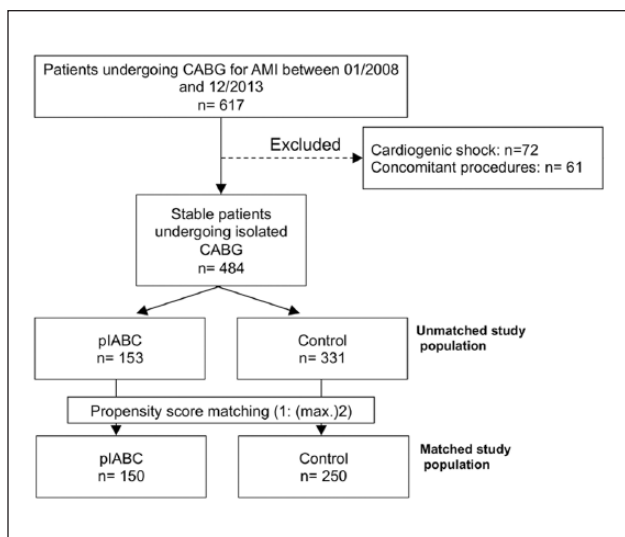 Patients undergoing CABG for AMI between 01/2008
and 12/2013
n= 617
Excluded
Cardiogenic shock: n=72
Concomitant procedures: n= 61
Stable patients
undergoing isolated
CABG
n= 484
pIABC
n= 153
Control
n= 331
Unmatched study
population
Propensity score matching (1: (max.)2)
pIABC
n= 150
Control
n= 250
Matched study
population